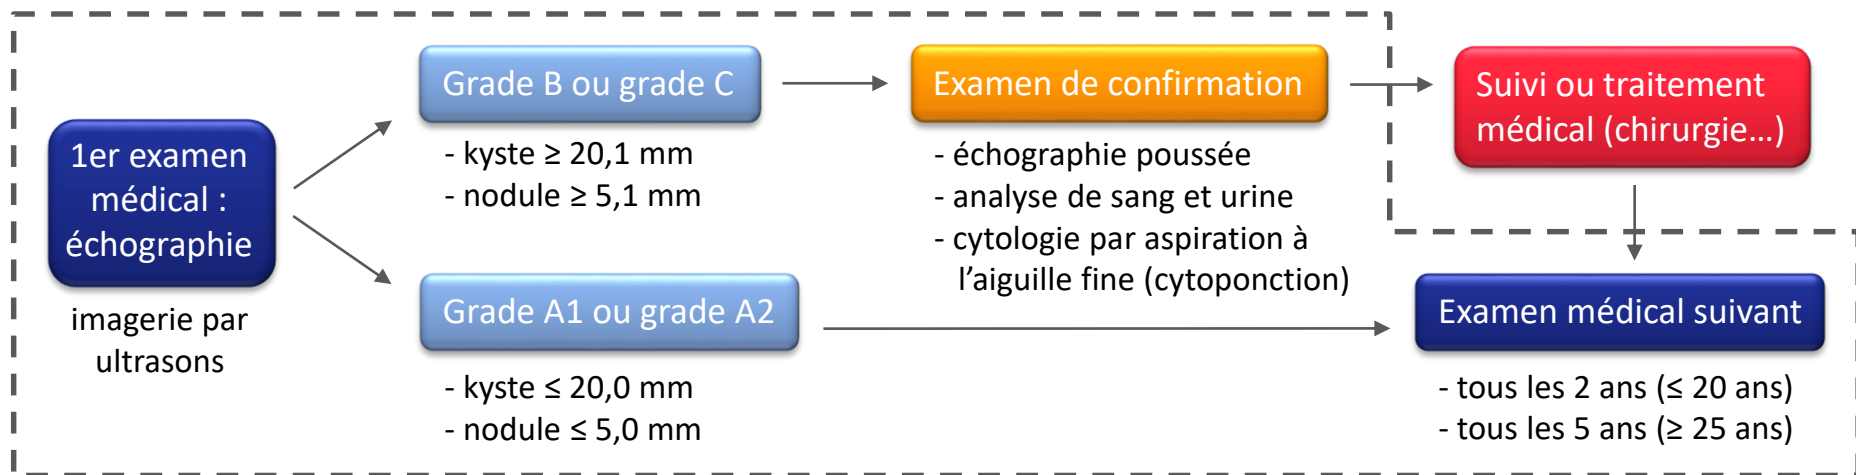 1er examen
médical :
échographie
imagerie par
ultrasons
Grade B ou grade C
- kyste ≥ 20,1 mm
- nodule ≥ 5,1 mm
Grade A1 ou grade A2
- kyste ≤ 20,0 mm
- nodule ≤ 5,0 mm
Examen de confirmation
- échographie poussée
- analyse de sang et urine
- cytologie par aspiration à
l’aiguille fine (cytoponction)
Suivi ou traitement
médical (chirurgie…)
Examen médical suivant
- tous les 2 ans (≤ 20 ans)
- tous les 5 ans (≥ 25 ans)